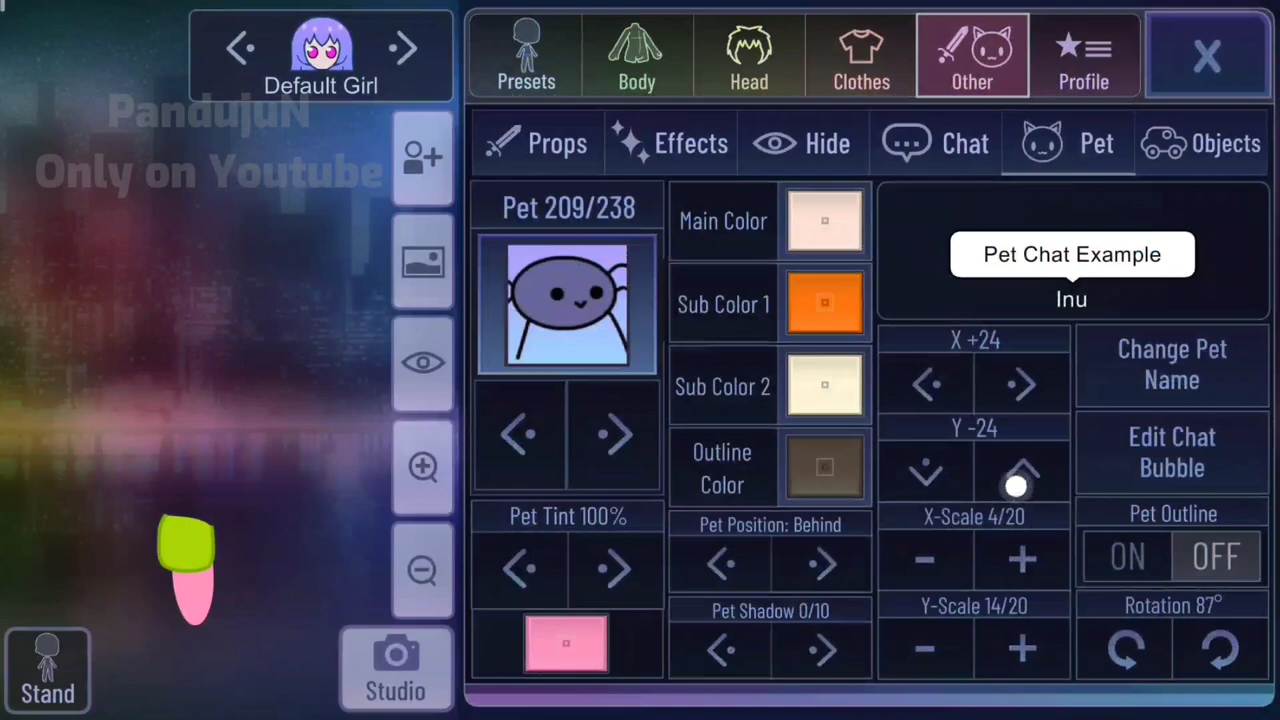 Default Girl
PandujuN
Only on Youtube
Stand
Studio
Presets
Body
Head
Clothes
Other
Profile
X
Props
Effects
Hide
Chat
Pet
Objects
Pet 209/238
Pet Tint 100%
Main Color
Sub Color 1
Sub Color 2
Outline
Color
Pet Position: Behind
Pet Shadow 0/10
Pet Chat Example
Inu
X +24
Y -24
X-Scale 4/20
Y-Scale 14/20
Change Pet
Name
Edit Chat
Bubble
Pet Outline
ON OFF
Rotation 87°